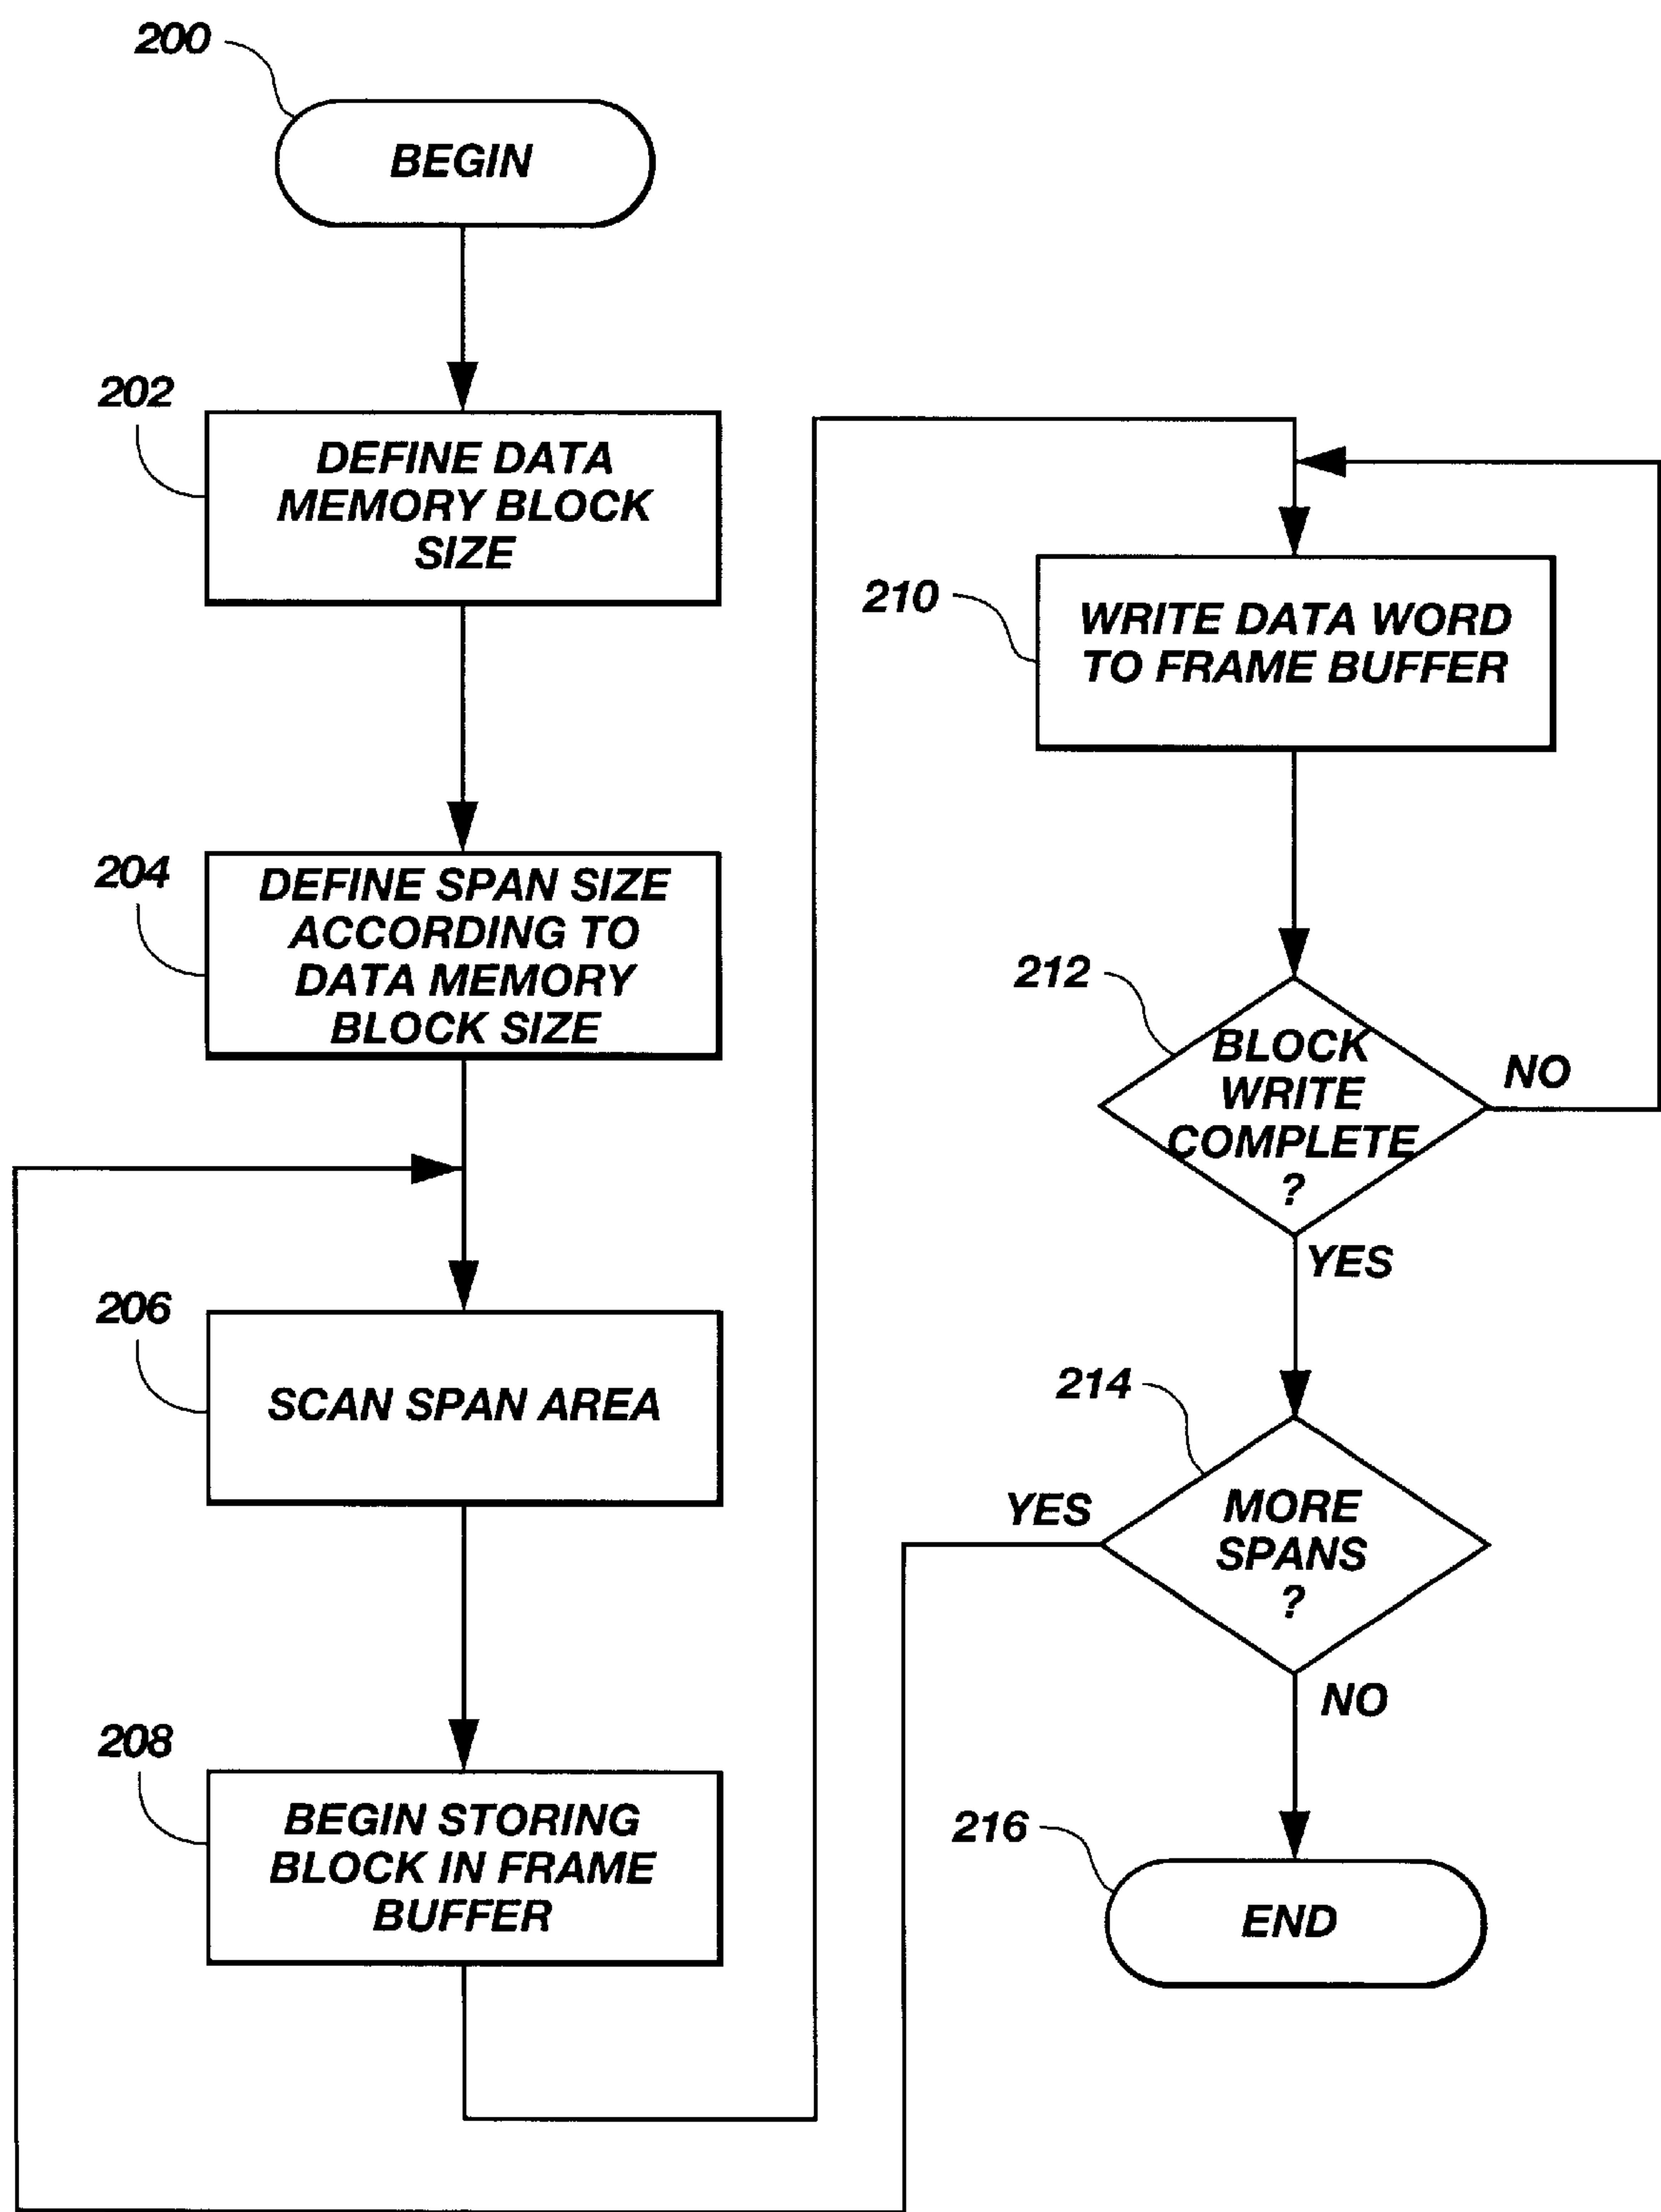 200
BEGIN
202
DEFINE DATA
MEMORY BLOCK
SIZE
204
DEFINE SPAN SIZE
ACCORDING TO
DATA MEMORY
BLOCK SIZE
206
SCAN SPAN AREA
208
BEGIN STORING
BLOCK IN FRAME
BUFFER
210
WRITE DATA WORD
TO FRAME BUFFER
212
BLOCK
WRITE
COMPLETE
?
NO
YES
214
MORE
SPANS
?
YES
NO
216
END